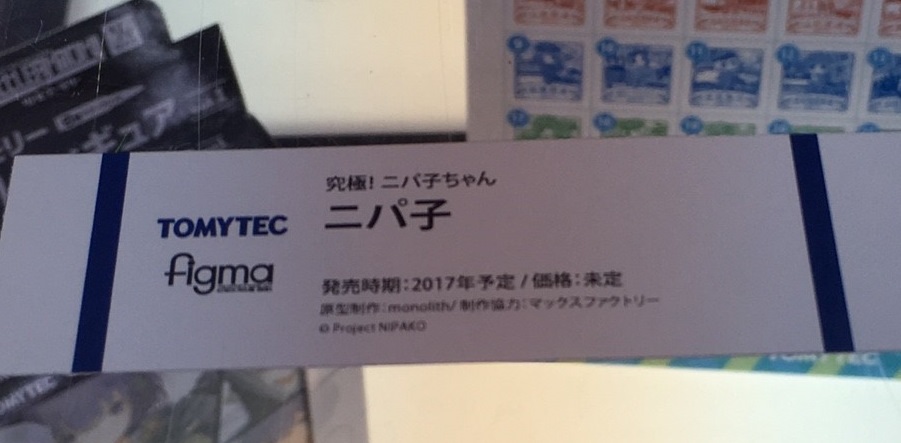 究極！ニパ子ちゃん
ニパ子
TOMYTEC
figma
発売時期：2017年予定 / 価格：未定
原型制作：monolith/ 制作協力：マックスファクトリー
© Project NIPAKO
TOMYTEC
TOMYTEC